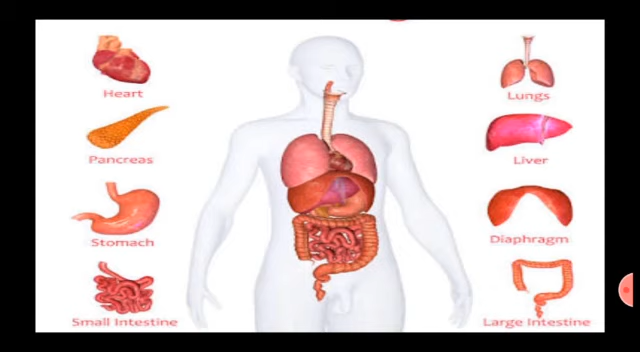 Heart
Lungs
Pancreas
Liver
Stomach
Diaphragm
Small Intestine
Large Intestine